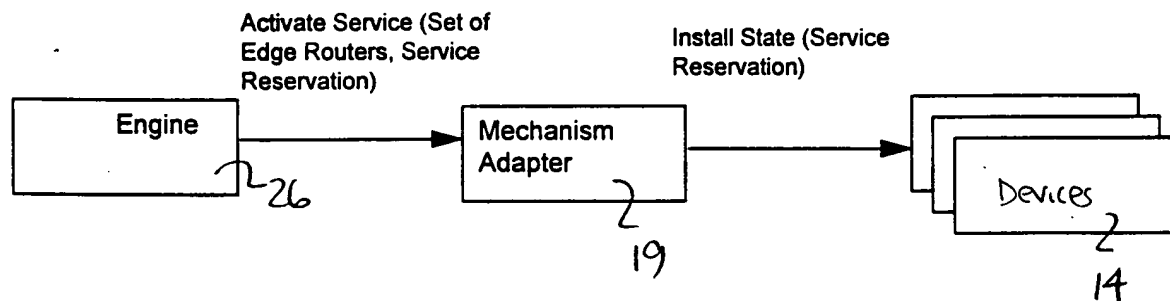 Activate Service (Set of
Edge Routers, Service
Reservation)
Install State (Service
Reservation)
Engine
26
Mechanism
Adapter
19
Devices
14